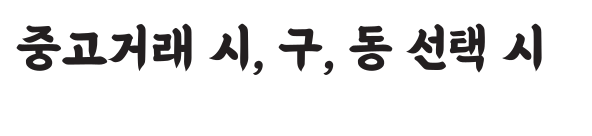 중고거래 시, 구, 동 선택 시